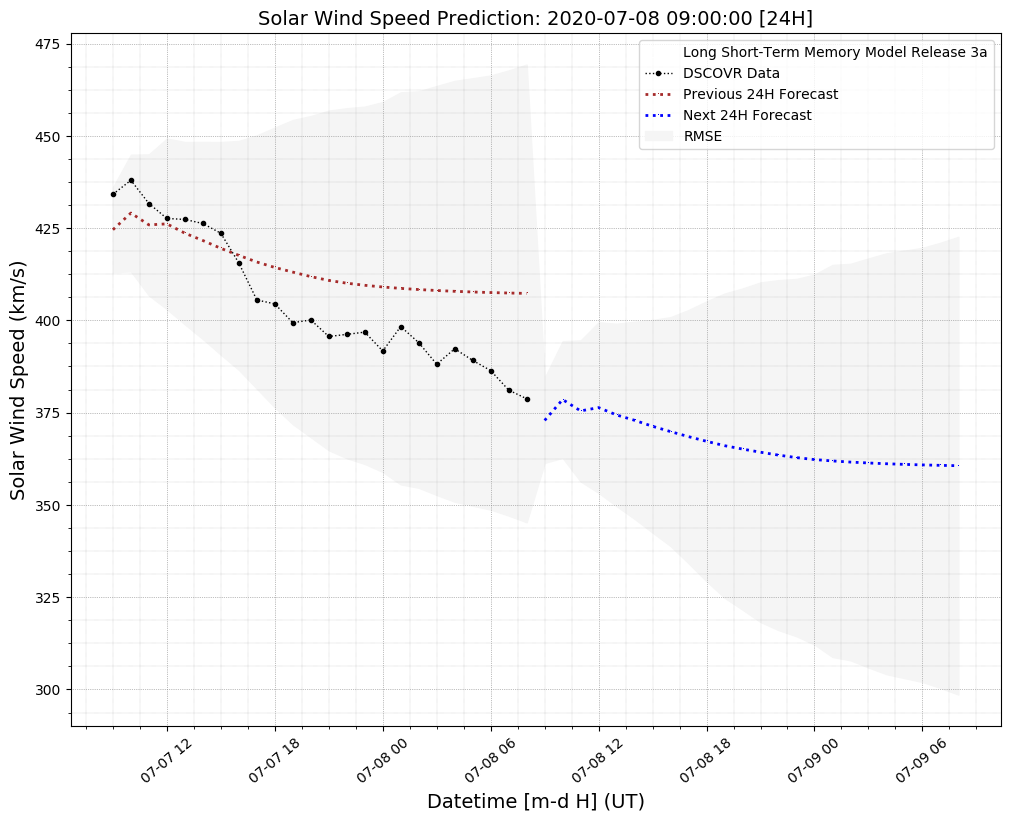 Solar Wind Speed Prediction: 2020-07-08 09:00:00 [24H]
Long Short-Term Memory Model Release 3a
DSCOVR Data
Previous 24H Forecast
Next 24H Forecast
RMSE
Solar Wind Speed (km/s)
475
450
425
400
375
350
325
300
07-07 12
07-07 18
07-08 00
07-08 06
07-08 12
07-08 18
07-09 00
07-09 06
Datetime [m-d H] (UT)